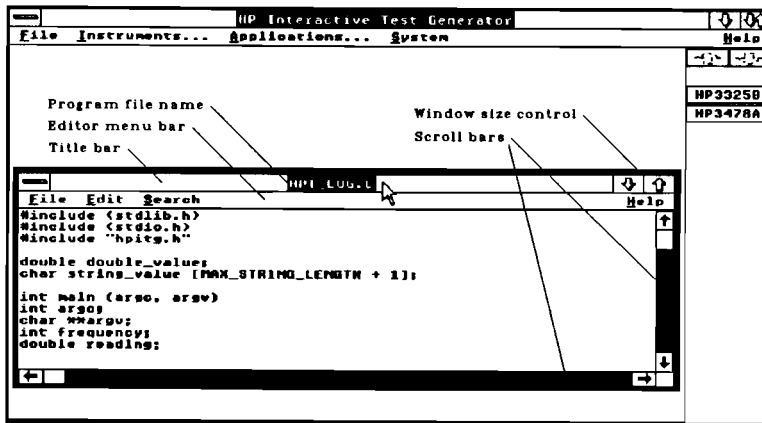 HP Interactive Test Generator
File Instruments... Applications... System Help
HP3325B
HP3478A
Program file name
Editor menu bar
Title bar
Window size control
Scroll bars
File Edit Search Help
#include <stdlib.h>
#include <stdio.h>
#include "hpitg.h"
double double_value;
char string_value [MAX_STRING_LENGTH + 1];
int main (argc, argv)
int argc;
char **argv;
int frequency;
double reading;